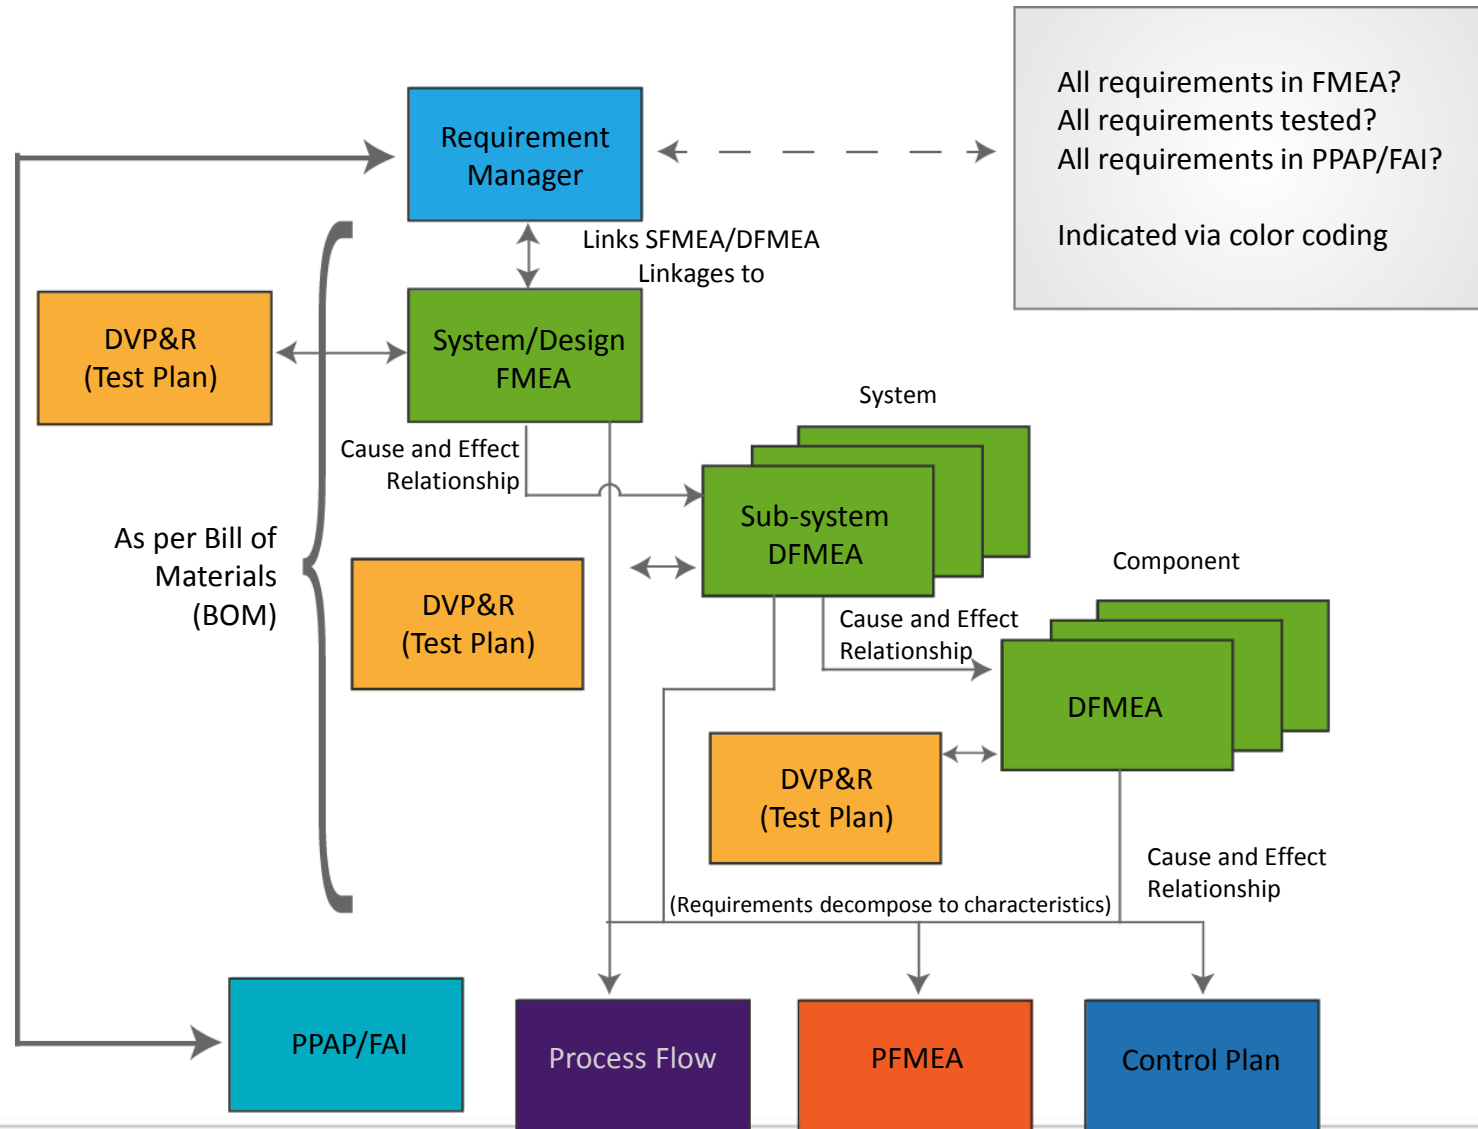 All requirements in FMEA?
All requirements tested?
All requirements in PPAP/FAI?
Indicated via color coding
Requirement
Manager
Links SFMEA/DFMEA
Linkages to
DVP&R
(Test Plan)
System/Design
FMEA
System
Cause and Effect
Relationship
Sub-system
DFMEA
As per Bill of
Materials
(BOM)
Component
DVP&R
(Test Plan)
Cause and Effect
Relationship
DFMEA
DVP&R
(Test Plan)
Cause and Effect
Relationship
(Requirements decompose to characteristics)
PPAP/FAI
Process Flow
PFMEA
Control Plan